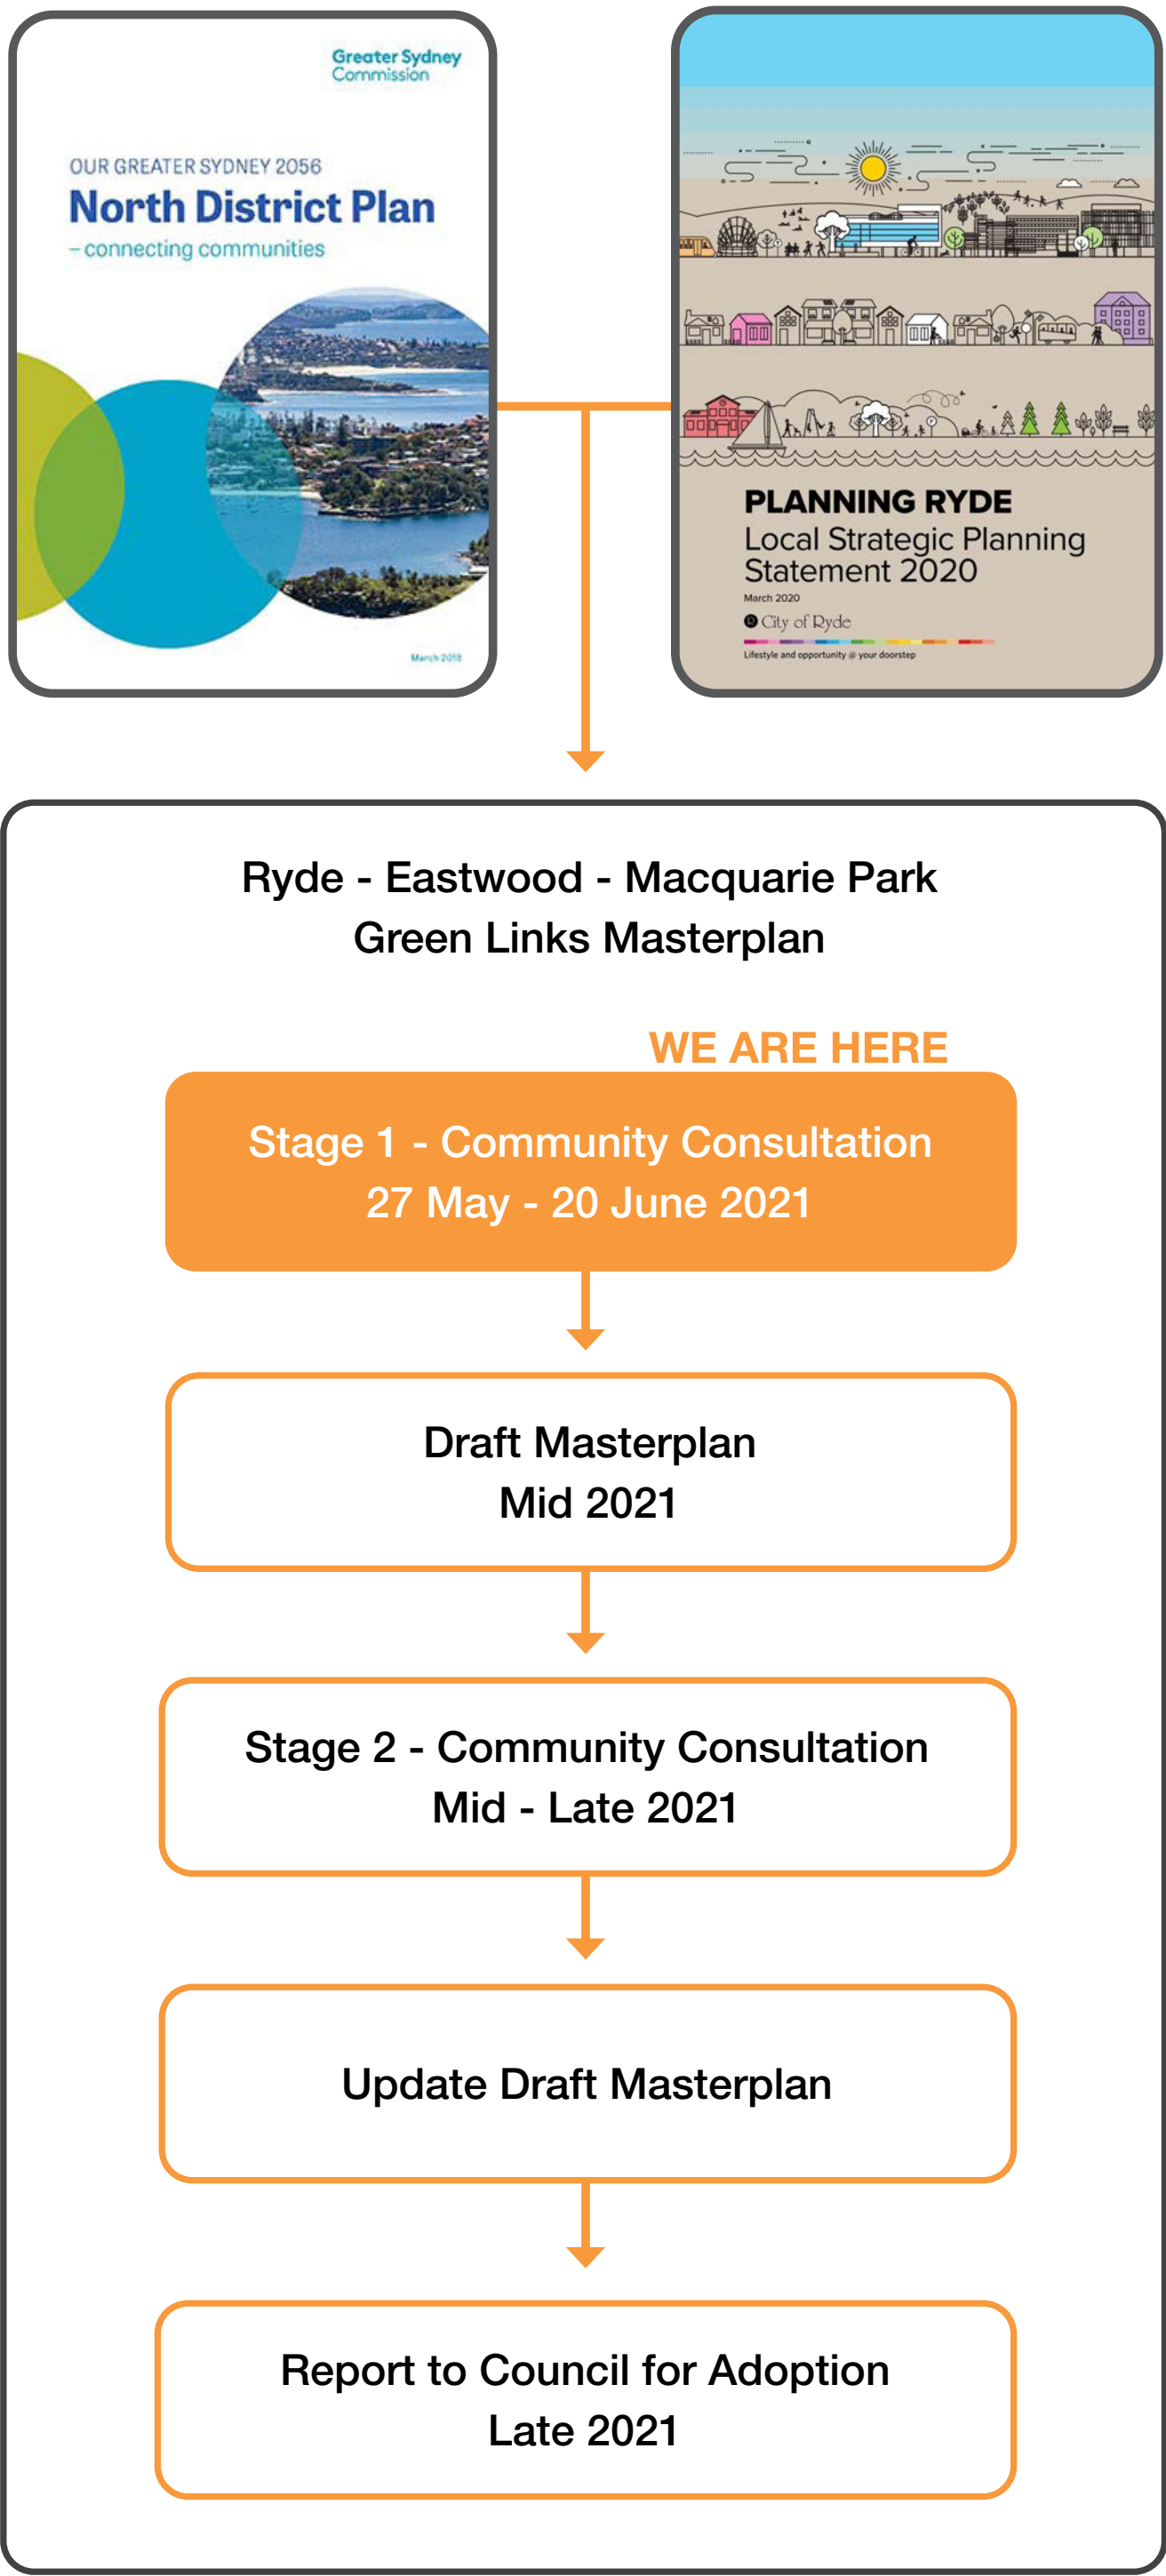 Greater Sydney
Commission
OUR GREATER SYDNEY 2056
North District Plan
– connecting communities
March 2018
PLANNING RYDE
Local Strategic Planning
Statement 2020
March 2020
City of Ryde
Lifestyle and opportunity @ your doorstep
Ryde - Eastwood - Macquarie Park
Green Links Masterplan
WE ARE HERE
Stage 1 - Community Consultation
27 May - 20 June 2021
Draft Masterplan
Mid 2021
Stage 2 - Community Consultation
Mid - Late 2021
Update Draft Masterplan
Report to Council for Adoption
Late 2021